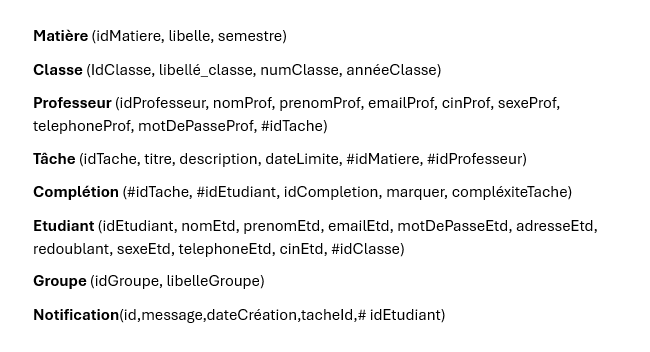 Matière (idMatiere, libelle, semestre)
Classe (IdClasse, libellé_classe, numClasse, annéeClasse)
Professeur (idProfesseur, nomProf, prenomProf, emailProf, cinProf, sexeProf,
telephoneProf, motDePasseProf, #idTache)
Tâche (idTache, titre, description, dateLimite, #idMatiere, #idProfesseur)
Complétion (#idTache, #idEtudiant, idCompletion, marquer, compléxiteTache)
Etudiant (idEtudiant, nomEtd, prenomEtd, emailEtd, motDePasseEtd, adresseEtd,
redoublant, sexeEtd, telephoneEtd, cinEtd, #idClasse)
Groupe (idGroupe, libelleGroupe)
Notification(id,message,dateCréation,tacheId,# idEtudiant)